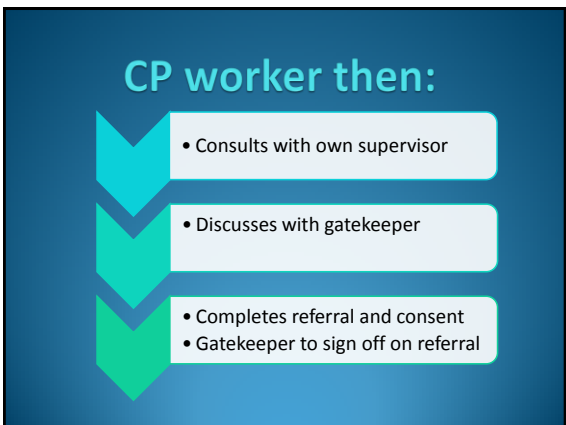 CP worker then:
• Consults with own supervisor
• Discusses with gatekeeper
• Completes referral and consent
• Gatekeeper to sign off on referral